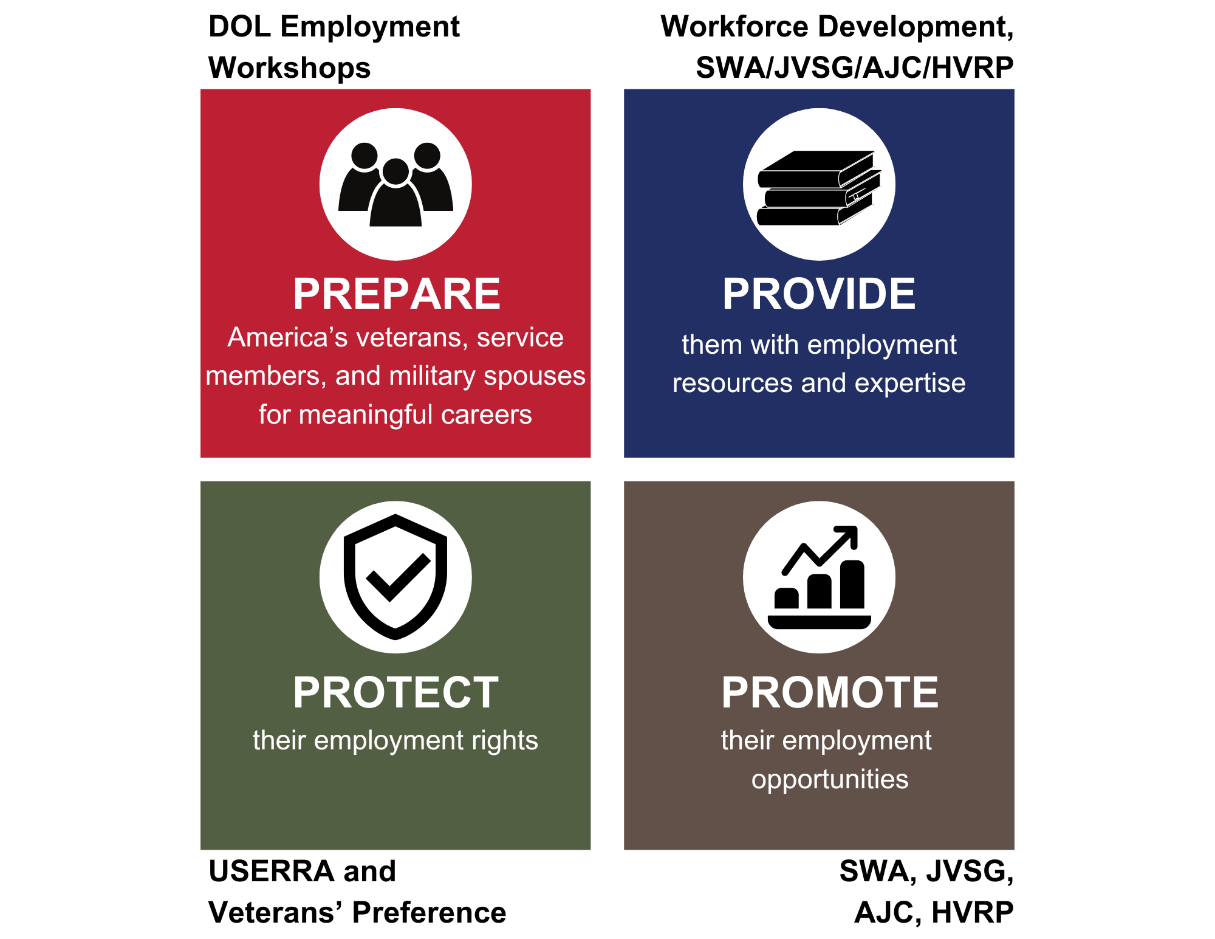 DOL Employment
Workshops
Workforce Development,
SWA/JVSG/AJC/HVRP
PREPARE
America’s veterans, service
members, and military spouses
for meaningful careers
PROVIDE
them with employment
resources and expertise
PROTECT
their employment rights
PROMOTE
their employment
opportunities
USERRA and
Veterans’ Preference
SWA, JVSG,
AJC, HVRP